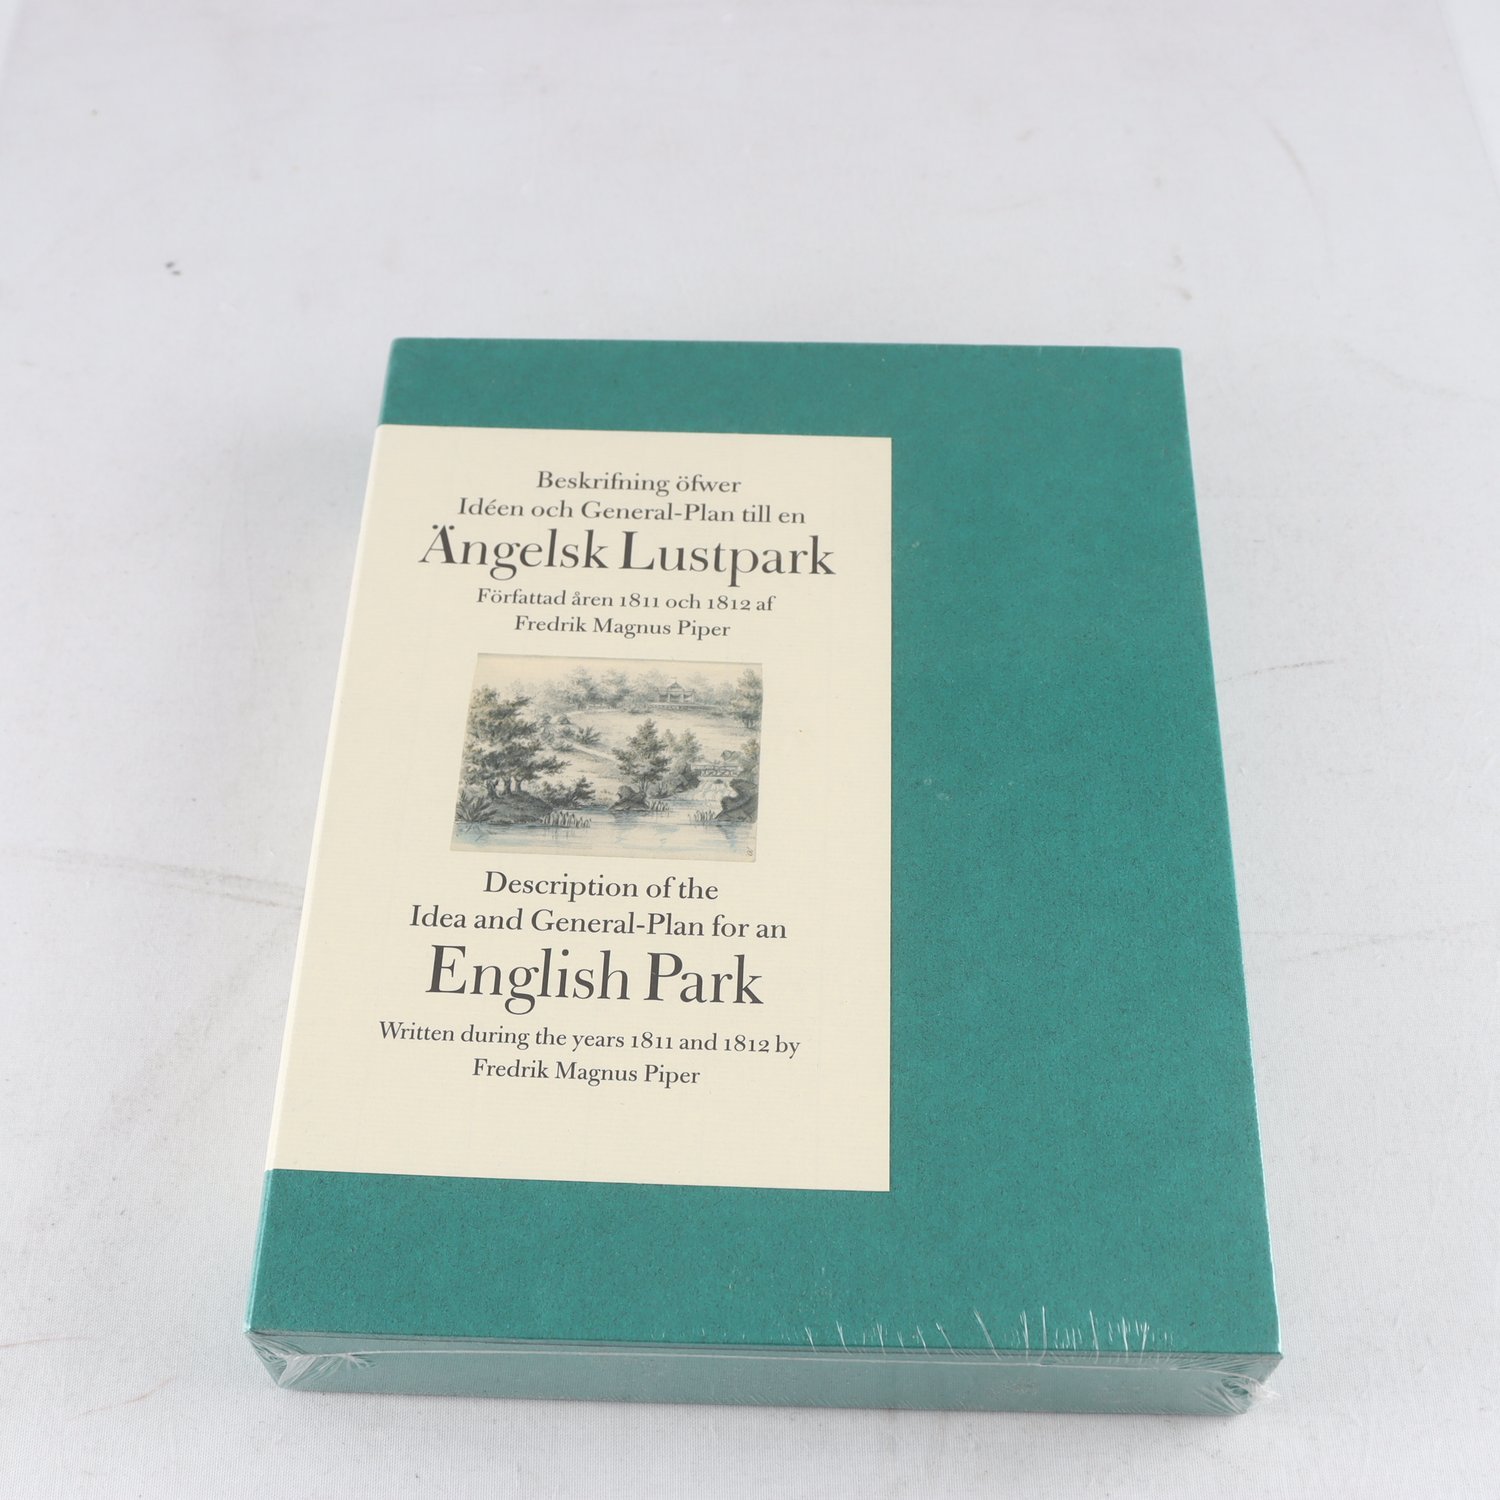 Beskrifning öfwer
Idéen och General-Plan till en
Ängelsk Lustpark
Författad åren 1811 och 1812 af
Fredrik Magnus Piper
Description of the
Idea and General-Plan for an
English Park
Written during the years 1811 and 1812 by
Fredrik Magnus Piper